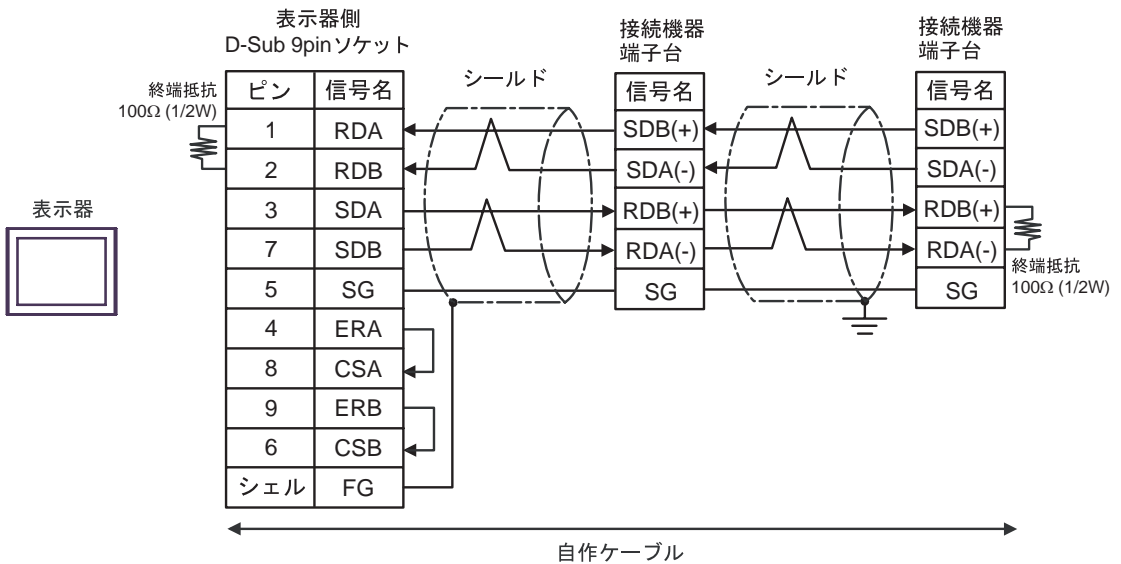 表示器側
D-Sub 9pinソケット
接続機器
端子台
接続機器
端子台
終端抵抗
100Ω (1/2W)
シールド
シールド
ピン 信号名
1 RDA
2 RDB
3 SDA
7 SDB
5 SG
4 ERA
8 CSA
9 ERB
6 CSB
シェル FG
信号名
SDB(+)
SDA(-)
RDB(+)
RDA(-)
SG
信号名
SDB(+)
SDA(-)
RDB(+)
RDA(-)
SG
終端抵抗
100Ω (1/2W)
表示器
自作ケーブル